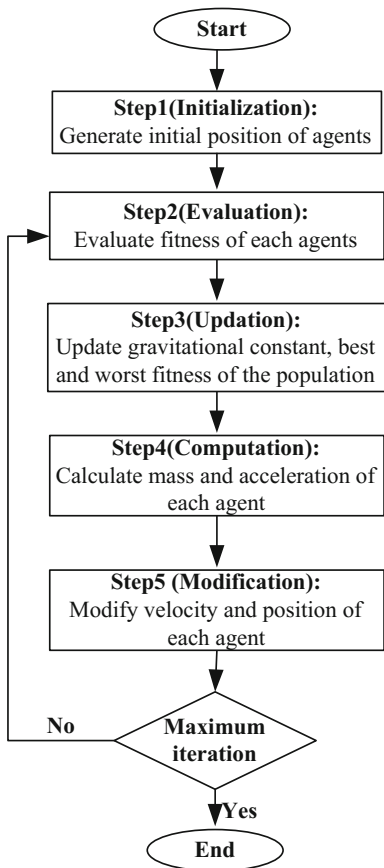 Start
Step1(Initialization):
Generate initial position of agents
Step2(Evaluation):
Evaluate fitness of each agents
Step3(Updation):
Update gravitational constant, best
and worst fitness of the population
Step4(Computation):
Calculate mass and acceleration of
each agent
Step5 (Modification):
Modify velocity and position of
each agent
No
Maximum
iteration
Yes
End